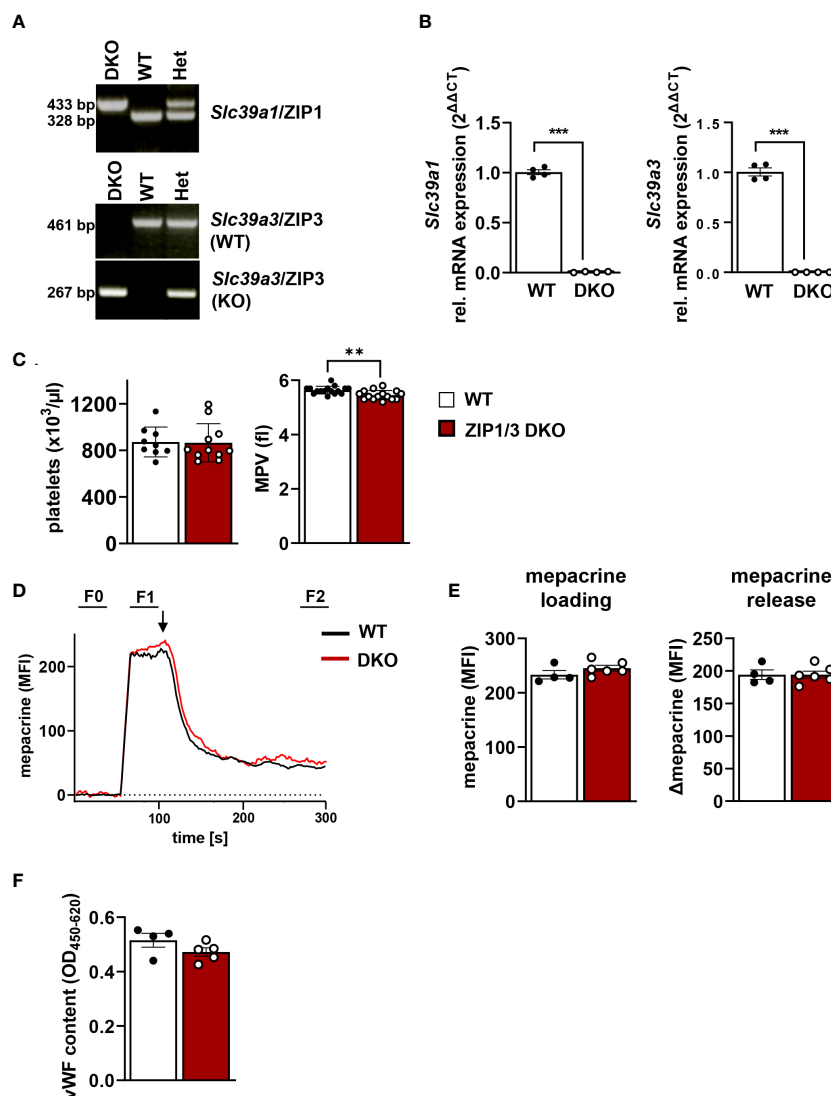 A
DKO
WT
Het
433 bp
328 bp
Slc39a1/ZIP1
DKO
WT
Het
461 bp
Slc39a3/ZIP3
(WT)
267 bp
Slc39a3/ZIP3
(KO)
B
Slc39a1
rel. mRNA expression (2^ΔΔCT)
1.5
1.0
0.5
0.0
***
WT
DKO
Slc39a3
rel. mRNA expression (2^ΔΔCT)
1.5
1.0
0.5
0.0
***
WT
DKO
C
platelets (x10³/µl)
1200
800
400
0
MPV (fl)
6
4
2
0
**
WT
ZIP1/3 DKO
D
F0
F1
F2
mepacrine (MFI)
200
100
0
WT
DKO
100
200
300
time [s]
E
mepacrine
loading
mepacrine (MFI)
300
200
100
0
mepacrine
release
Δmepacrine (MFI)
250
200
150
100
50
0
F
vWF content (OD450-620)
0.6
0.4
0.2
0.0